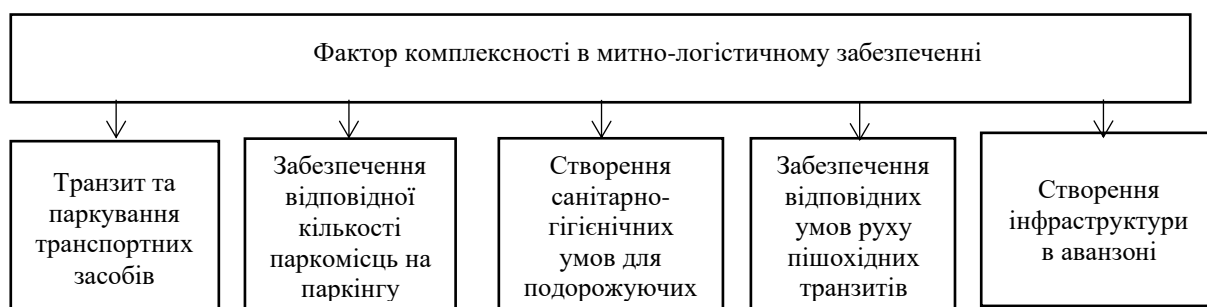 Фактор комплексності в митно-логістичному забезпеченні
Транзит та
паркування
транспортних
засобів
Забезпечення
відповідної
кількості
паркомісць на
паркінгу
Створення
санітарно-
гігієнічних
умов для
подорожуючих
Забезпечення
відповідних
умов руху
пішохідних
транзитів
Створення
інфраструктури
в аванзоні